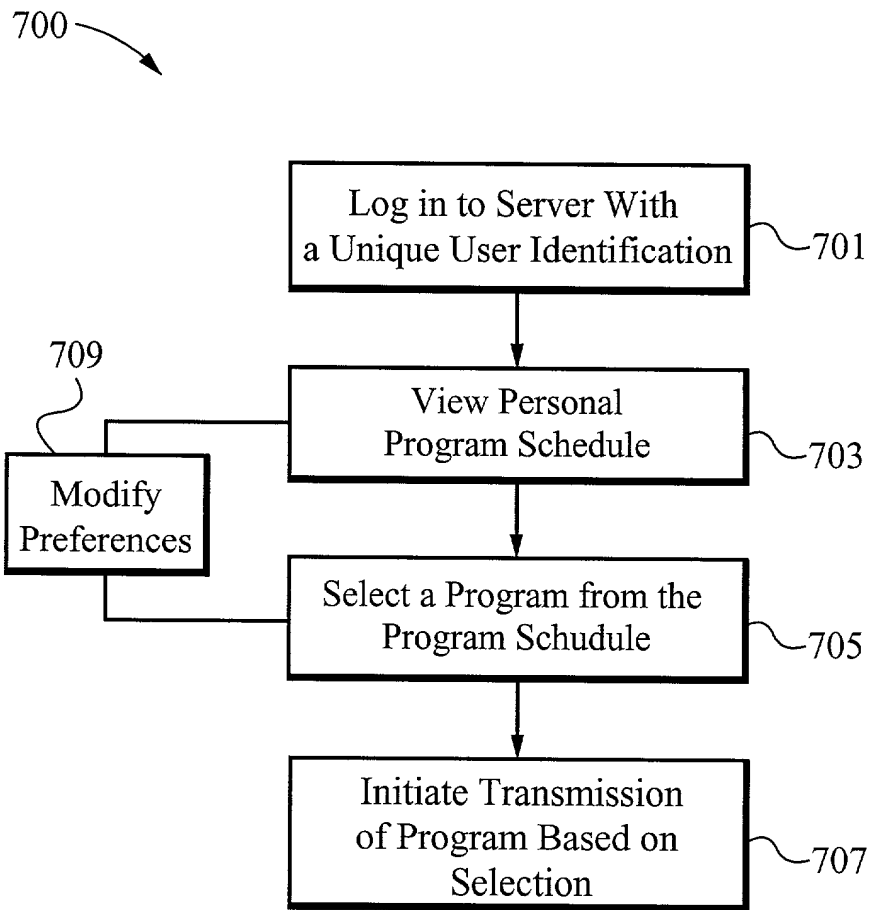 700
Log in to Server With
a Unique User Identification
701
709
View Personal
Program Schedule
703
Modify
Preferences
Select a Program from the
Program Schudule
705
Initiate Transmission
of Program Based on
Selection
707